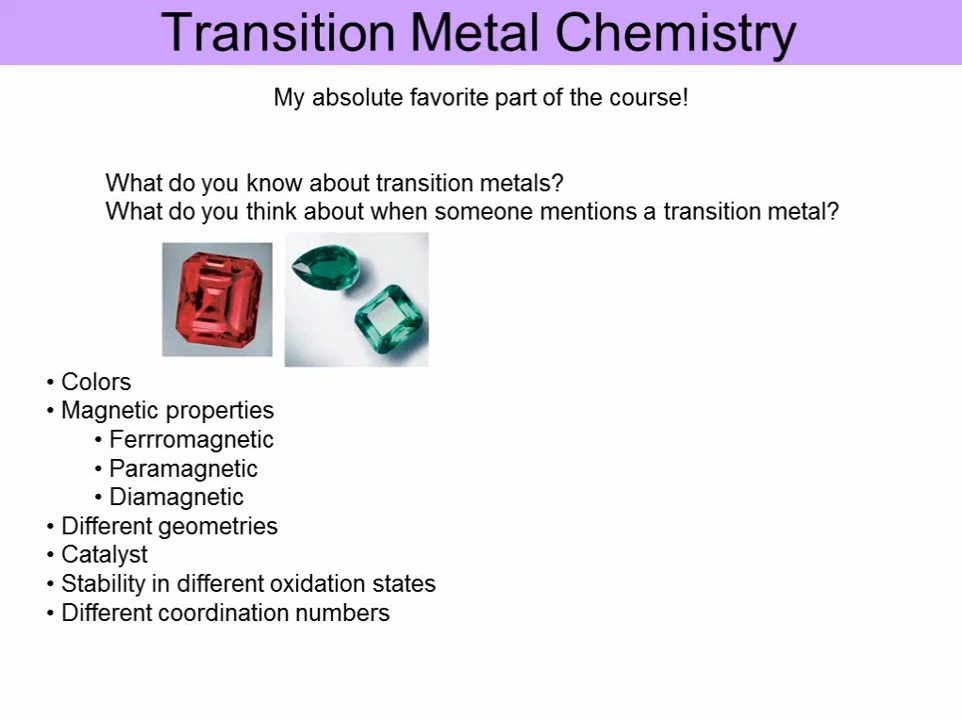 Transition Metal Chemistry
My absolute favorite part of the course!
What do you know about transition metals?
What do you think about when someone mentions a transition metal?
• Colors
• Magnetic properties
• Ferrromagnetic
• Paramagnetic
• Diamagnetic
• Different geometries
• Catalyst
• Stability in different oxidation states
• Different coordination numbers